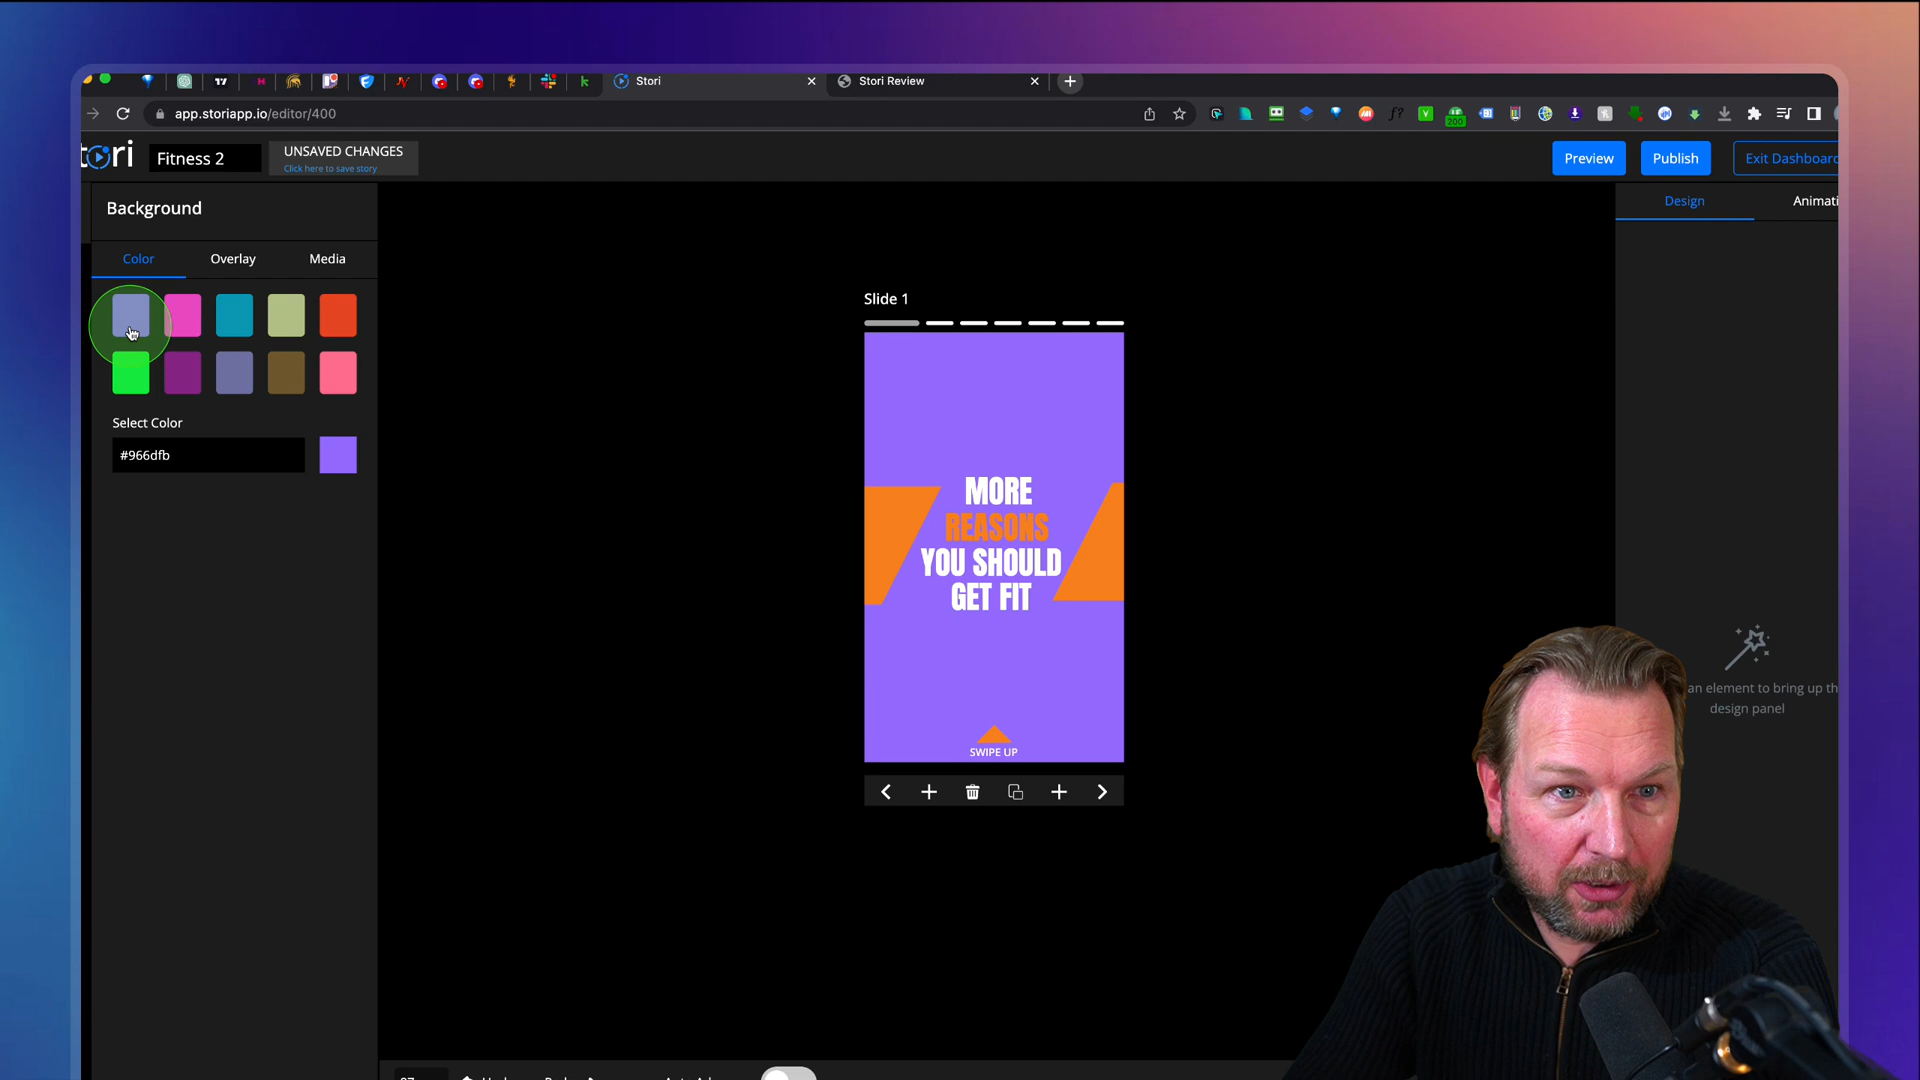 Stori
Stori Review
app.storiapp.io/editor/400
200
Fitness 2
UNSAVED CHANGES
Click here to save story
Preview
Publish
Exit Dashboard
Background
Design
Animati
Color
Overlay
Media
Slide 1
Select Color
#966dfb
MORE
REASONS
YOU SHOULD
GET FIT
SWIPE UP
an element to bring up th
design panel